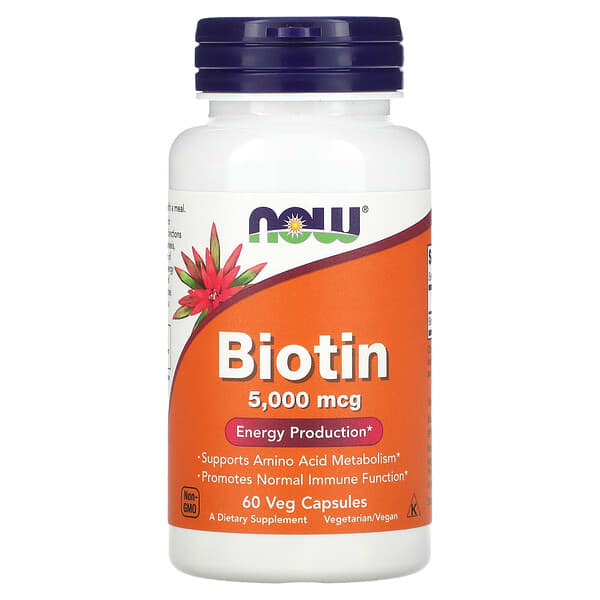 NOW®
Biotin
5,000 mcg
Energy Production*
• Supports Amino Acid Metabolism*
• Promotes Normal Immune Function*
60 Veg Capsules
Non-
GMO
A Dietary Supplement Vegetarian/Vegan
K
a meal.